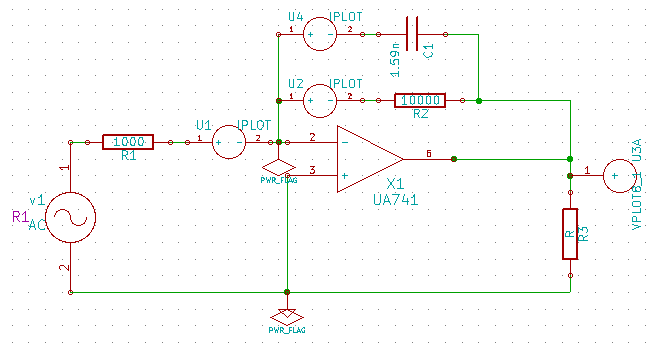 U4 IPLOT
1 2
1.59n
C1
U2 IPLOT
1 2
10000
R2
U1 IPLOT
1 2
1000
R1
2
6
3
X1
UA741
PWR_FLAG
1
v1
R1
AC
2
1
VPLOT8_1 U3A
R
R3
PWR_FLAG